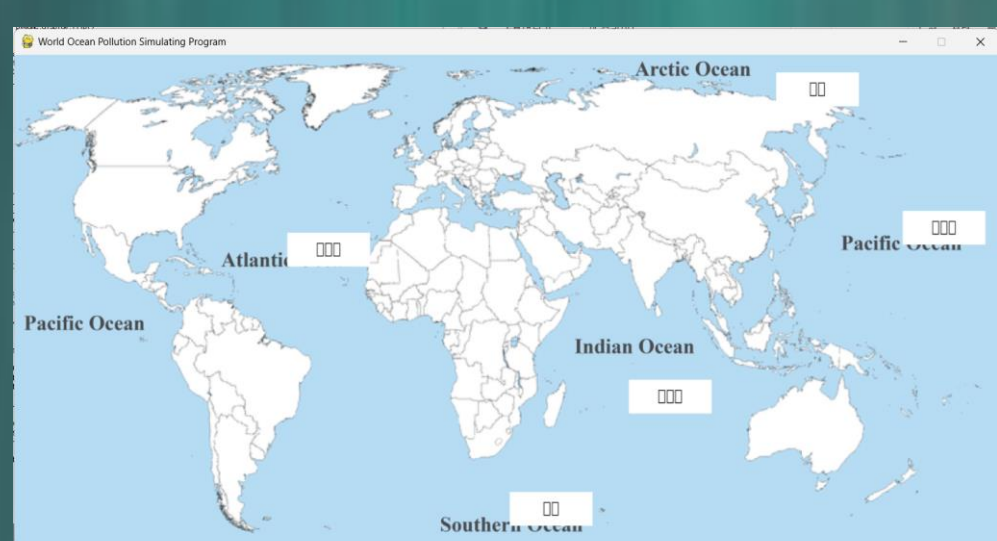 World Ocean Pollution Simulating Program
Arctic Ocean
Pacific Ocean
Atlantic
Pacific Ocean
Indian Ocean
Southern Ocean